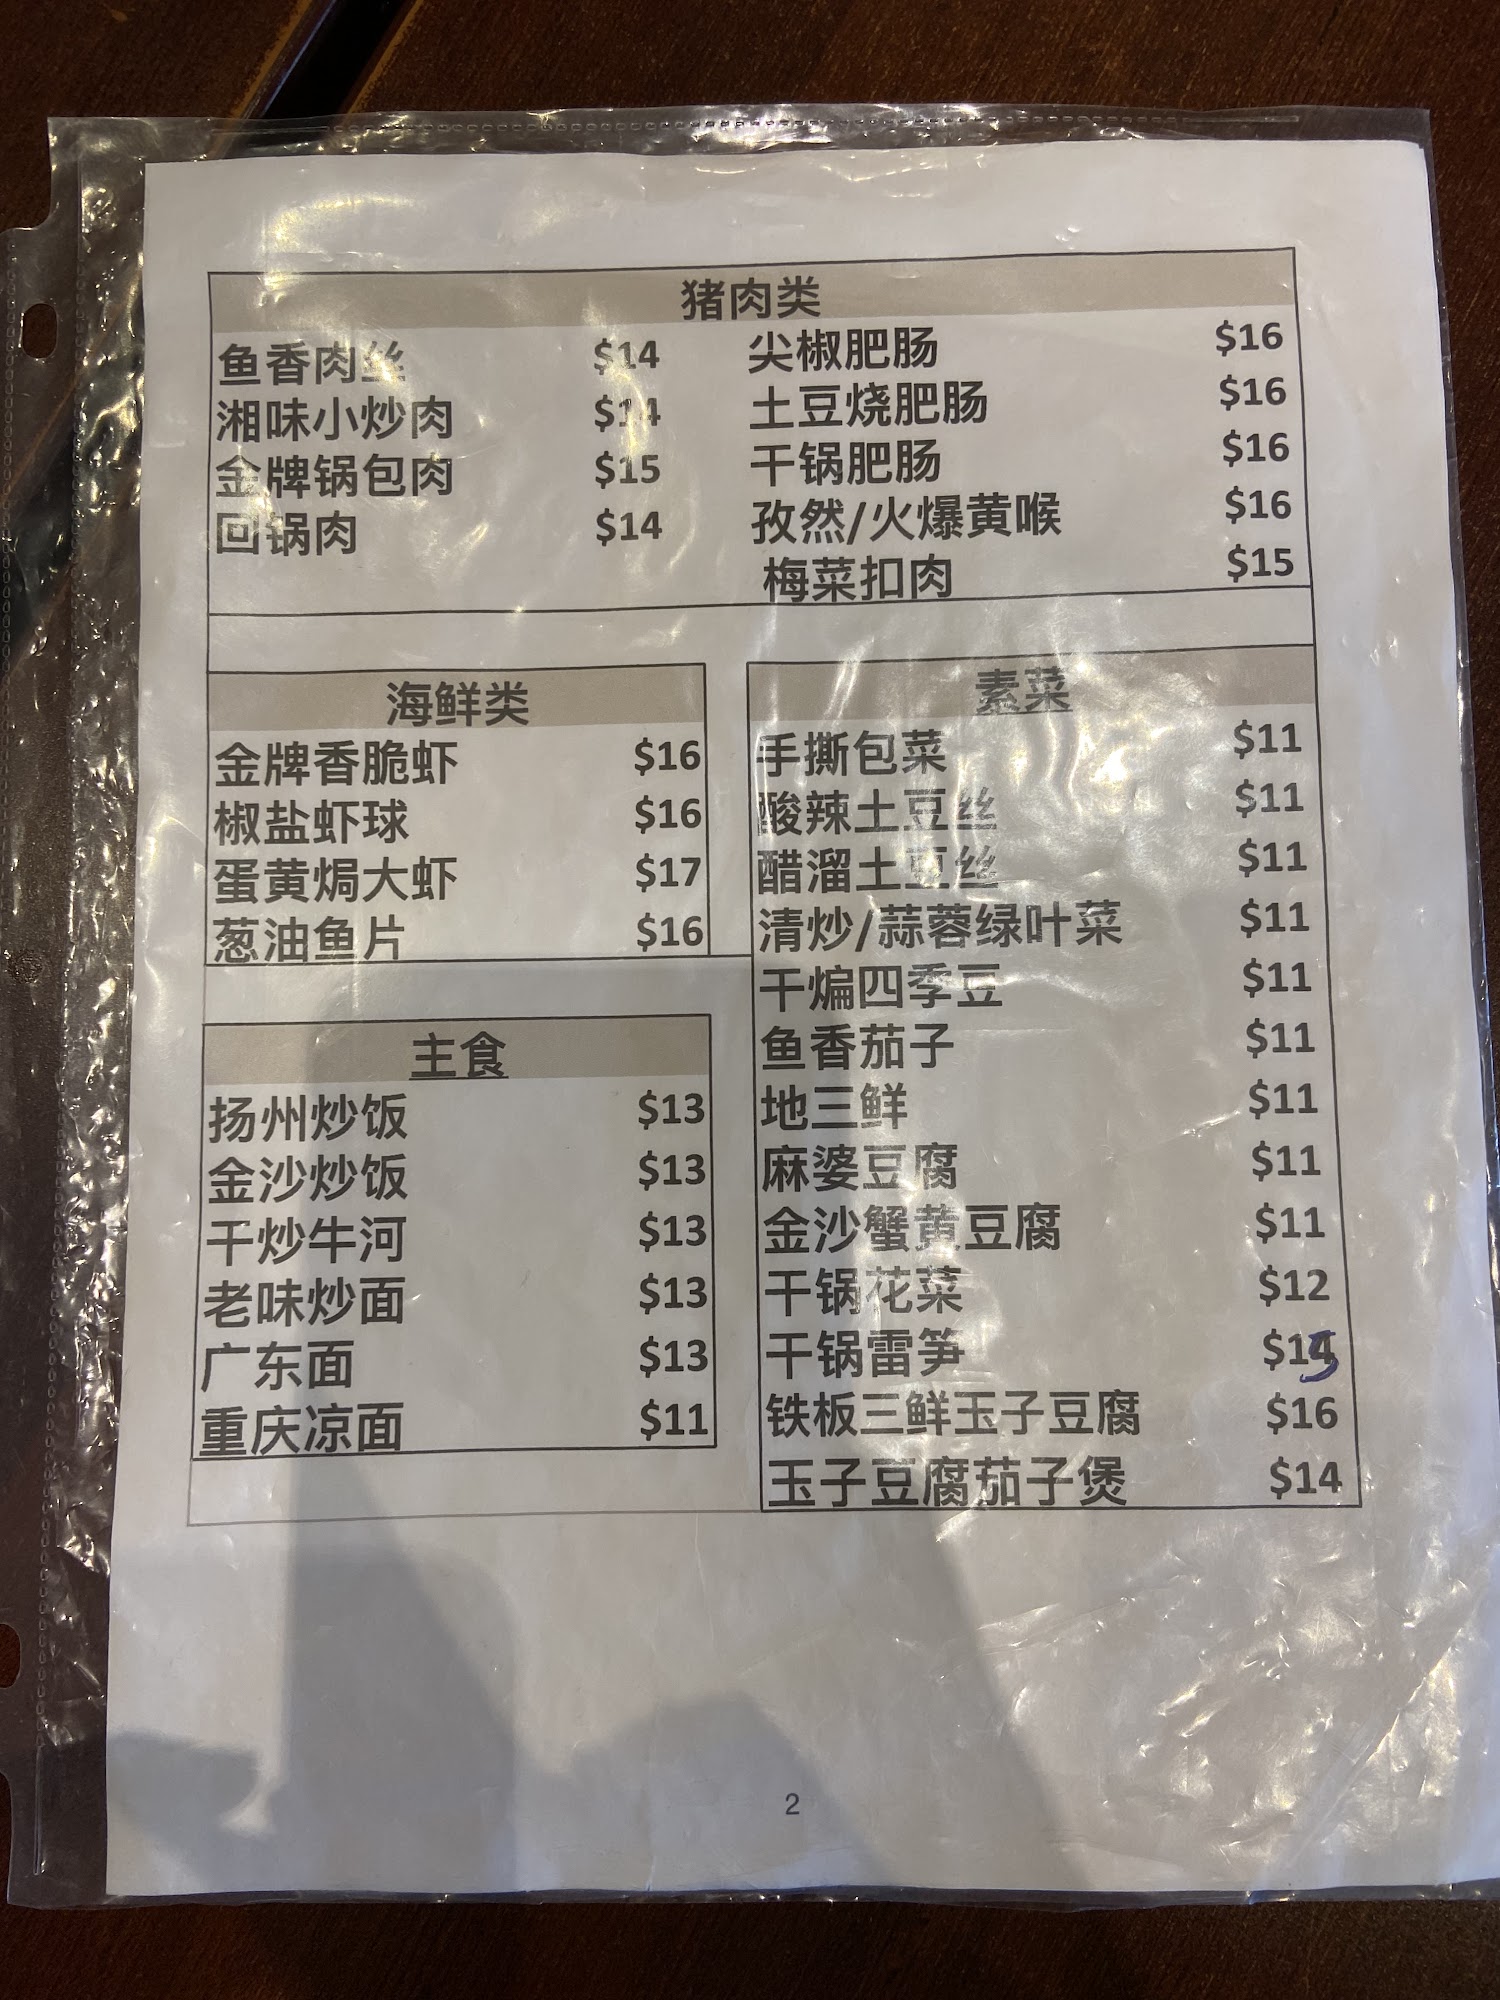 猪肉类
鱼香肉丝 $14
湘味小炒肉 $14
金牌锅包肉 $15
回锅肉 $14
尖椒肥肠 $16
土豆烧肥肠 $16
干锅肥肠 $16
孜然/火爆黄喉 $16
梅菜扣肉 $15
海鲜类
金牌香脆虾 $16
椒盐虾球 $16
蛋黄焗大虾 $17
葱油鱼片 $16
主食
扬州炒饭 $13
金沙炒饭 $13
干炒牛河 $13
老味炒面 $13
广东面 $13
重庆凉面 $11
素菜
手撕包菜 $11
酸辣土豆丝 $11
醋溜土豆丝 $11
清炒/蒜蓉绿叶菜 $11
干煸四季豆 $11
鱼香茄子 $11
地三鲜 $11
麻婆豆腐 $11
金沙蟹黄豆腐 $11
干锅花菜 $12
干锅雷笋 $15
铁板三鲜玉子豆腐 $16
玉子豆腐茄子煲 $14
2